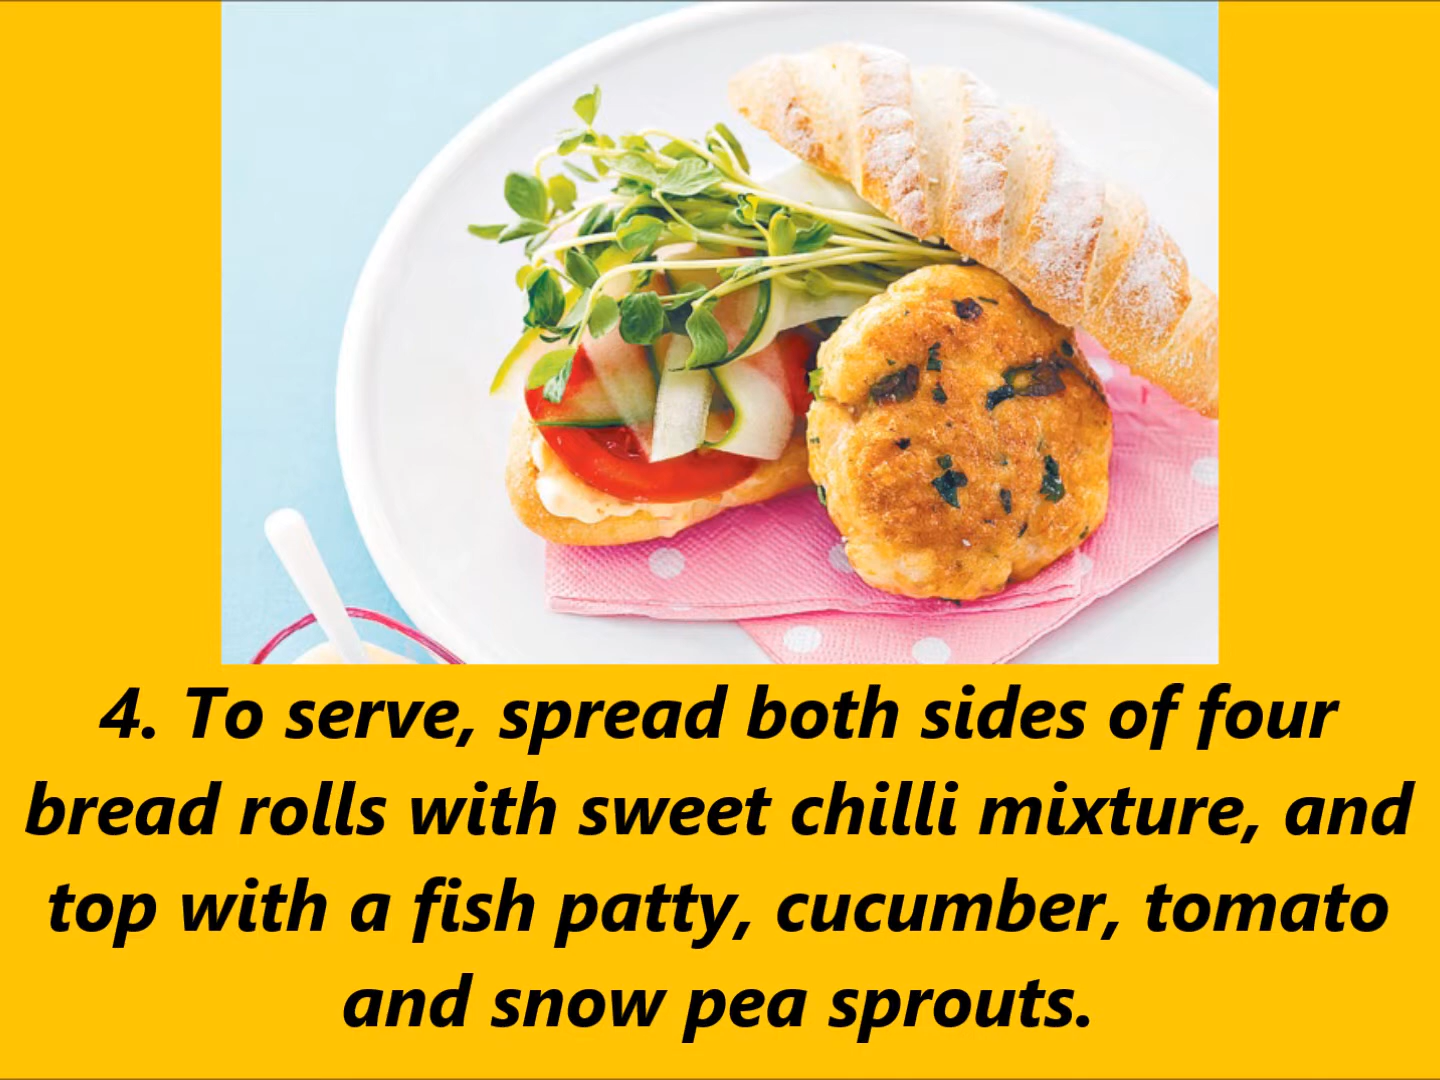 4. To serve, spread both sides of four
bread rolls with sweet chilli mixture, and
top with a fish patty, cucumber, tomato
and snow pea sprouts.